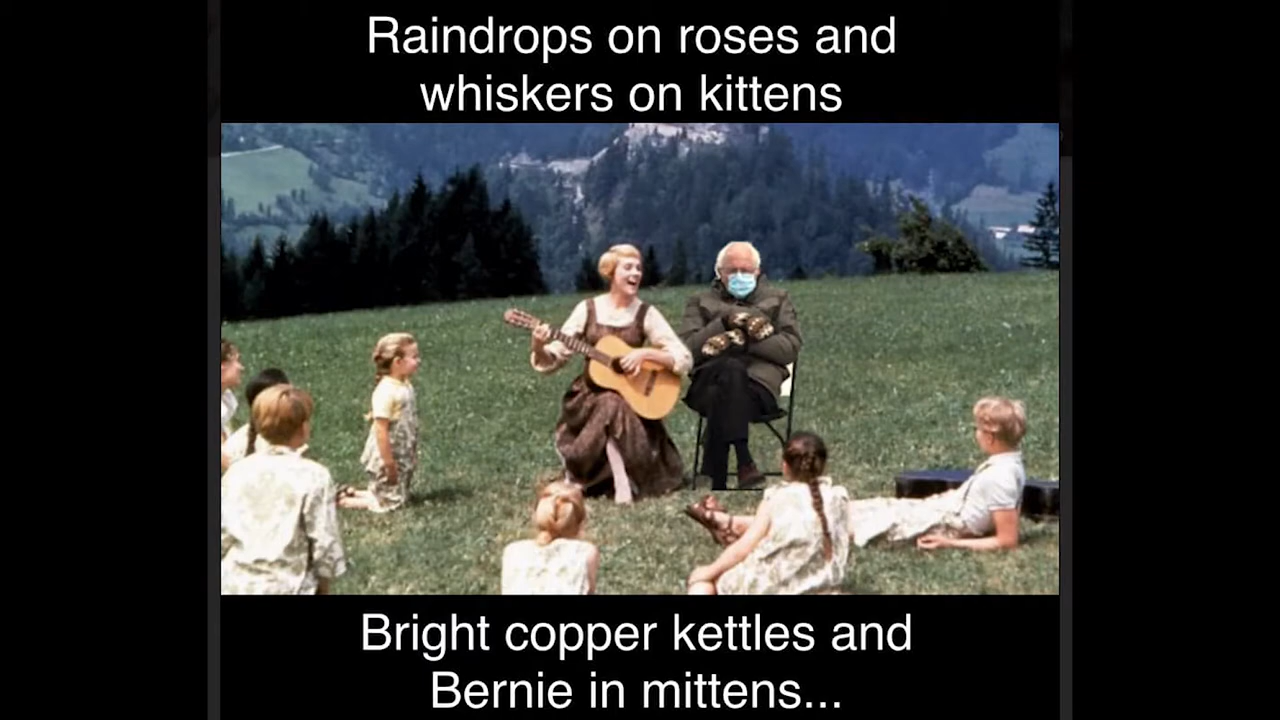 Raindrops on roses and
whiskers on kittens
Bright copper kettles and
Bernie in mittens...